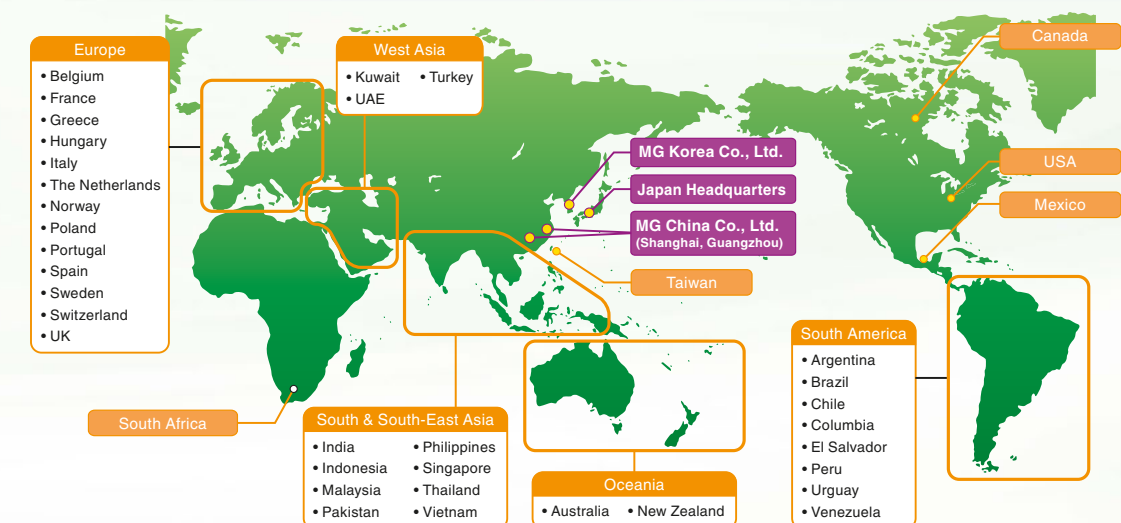 Europe
• Belgium
• France
• Greece
• Hungary
• Italy
• The Netherlands
• Norway
• Poland
• Portugal
• Spain
• Sweden
• Switzerland
• UK
West Asia
• Kuwait • Turkey
• UAE
Canada
USA
Mexico
MG Korea Co., Ltd.
Japan Headquarters
MG China Co., Ltd.
(Shanghai, Guangzhou)
Taiwan
South Africa
South & South-East Asia
• India • Philippines
• Indonesia • Singapore
• Malaysia • Thailand
• Pakistan • Vietnam
Oceania
• Australia • New Zealand
South America
• Argentina
• Brazil
• Chile
• Columbia
• El Salvador
• Peru
• Urguay
• Venezuela